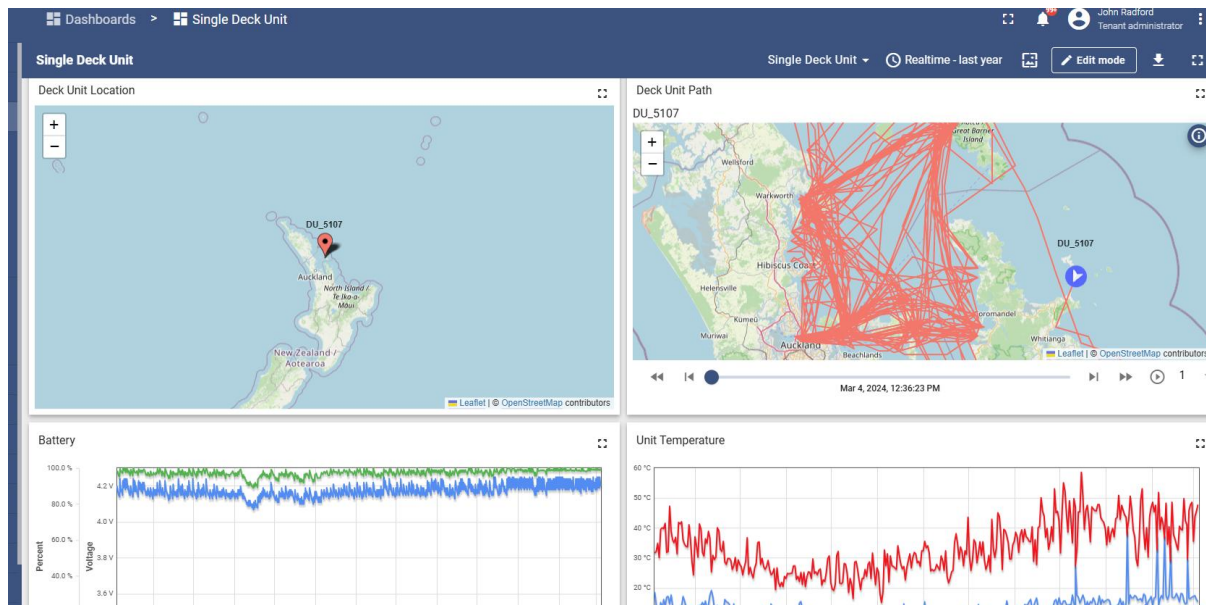 Dashboards > Single Deck Unit
99+
John Radford
Tenant administrator
Single Deck Unit
Single Deck Unit Realtime - last year Edit mode
Deck Unit Location
+
−
DU_5107
Auckland
North Island /
Te Ika-a-
Māui
New Zealand /
Aotearoa
Leaflet | © OpenStreetMap contributors
Deck Unit Path
DU_5107
+
−
Great Barrier
Island
Wellsford
Warkworth
DU_5107
Hibiscus Coast
Helensville
Kumeū
Coromandel
Muriwai
Auckland
Whitianga
Beachlands
Leaflet | © OpenStreetMap contributors
1
Mar 4, 2024, 12:36:23 PM
Battery
100.0 %
80.0 %
60.0 %
40.0 %
Percent
4.2 V
4.0 V
3.8 V
3.6 V
Voltage
Unit Temperature
60 °C
50 °C
40 °C
30 °C
20 °C